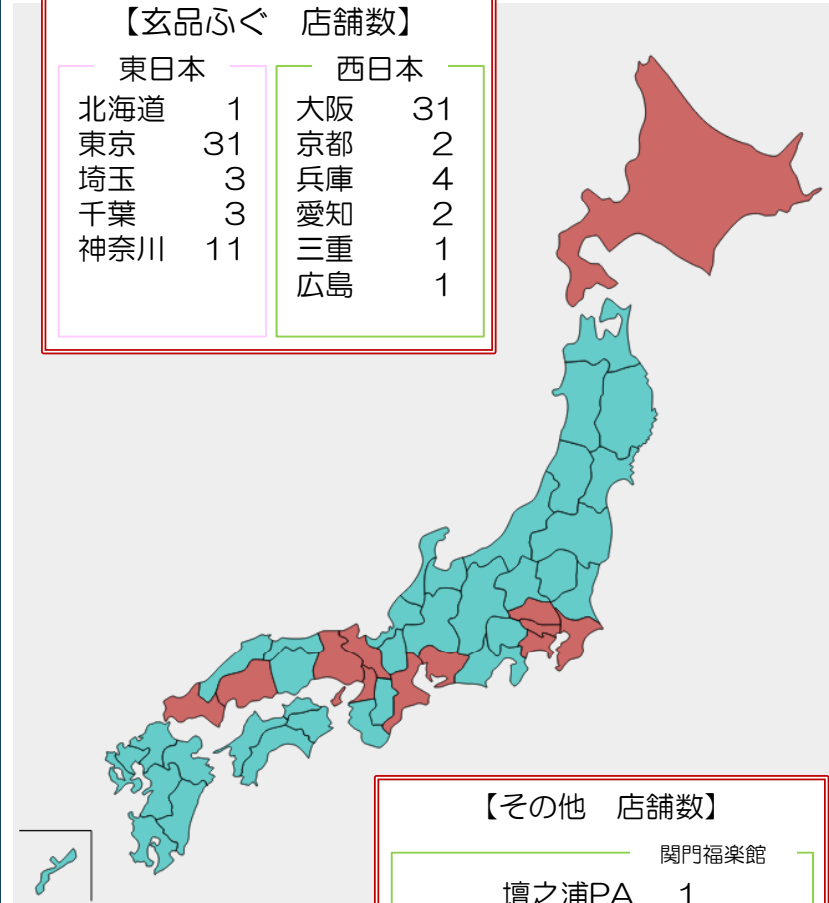 【玄品ふぐ　店舗数】
東日本
北海道　1
東京　31
埼玉　3
千葉　3
神奈川　11
西日本
大阪　31
京都　2
兵庫　4
愛知　2
三重　1
広島　1
【その他　店舗数】
関門福楽館
壇之浦PA　1